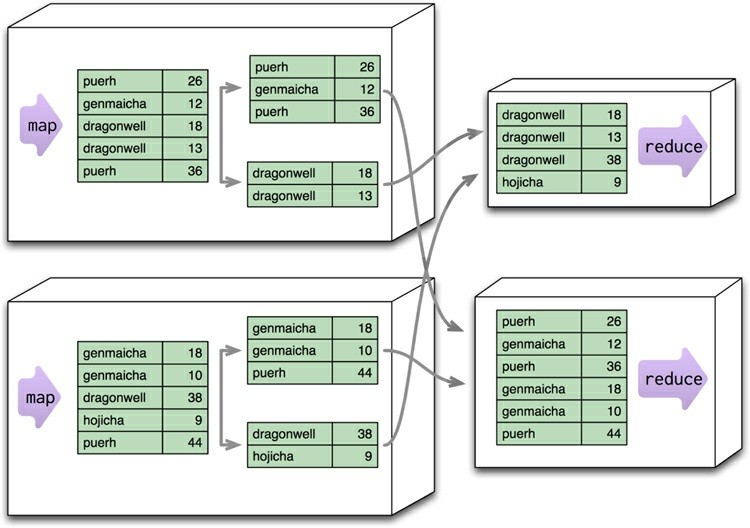 map
puerh 26
genmaicha 12
dragonwell 18
dragonwell 13
puerh 36
puerh 26
genmaicha 12
puerh 36
dragonwell 18
dragonwell 13
dragonwell 18
dragonwell 13
dragonwell 38
hojicha 9
reduce
map
genmaicha 18
genmaicha 10
dragonwell 38
hojicha 9
puerh 44
genmaicha 18
genmaicha 10
puerh 44
dragonwell 38
hojicha 9
puerh 26
genmaicha 12
puerh 36
genmaicha 18
genmaicha 10
puerh 44
reduce